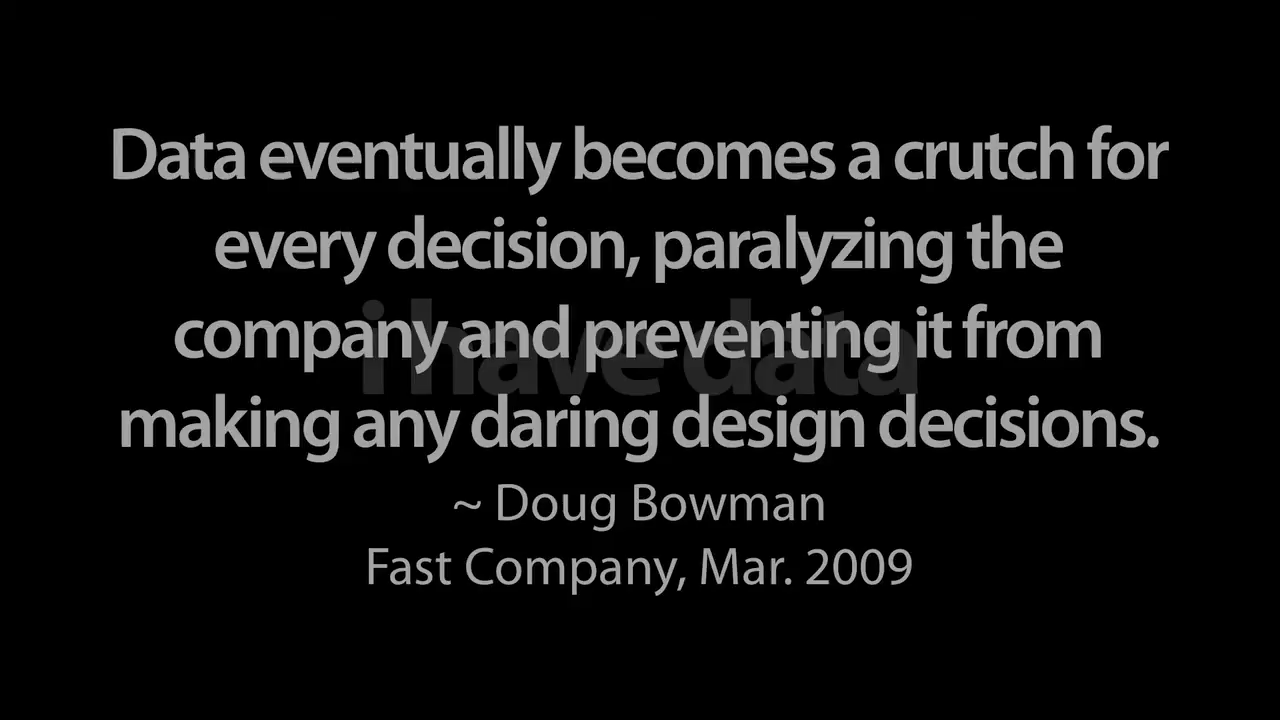 Data eventually becomes a crutch for
every decision, paralyzing the
company and preventing it from
i have data
making any daring design decisions.
~ Doug Bowman
Fast Company, Mar. 2009